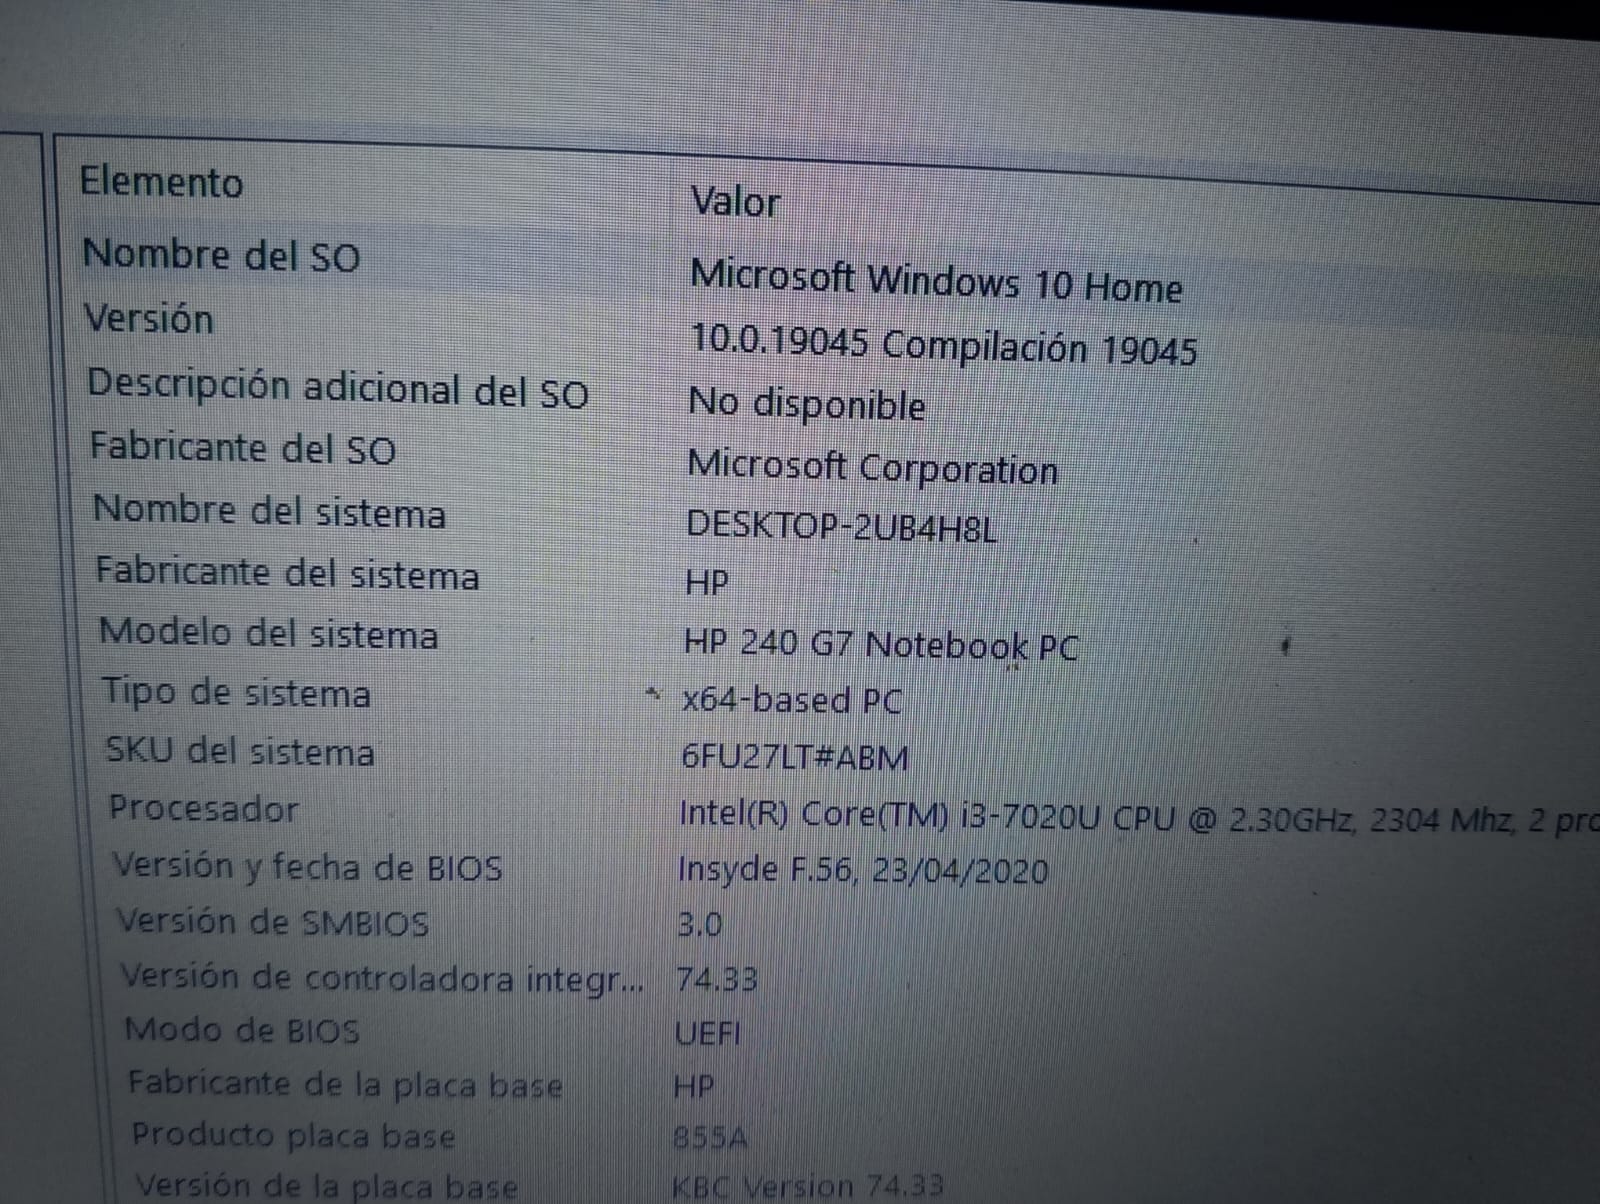 Elemento Valor
Nombre del SO Microsoft Windows 10 Home
Versión 10.0.19045 Compilación 19045
Descripción adicional del SO No disponible
Fabricante del SO Microsoft Corporation
Nombre del sistema DESKTOP-2UB4H8L
Fabricante del sistema HP
Modelo del sistema HP 240 G7 Notebook PC
Tipo de sistema x64-based PC
SKU del sistema 6FU27LT#ABM
Procesador Intel(R) Core(TM) i3-7020U CPU @ 2.30GHz, 2304 Mhz, 2 pro
Versión y fecha de BIOS Insyde F.56, 23/04/2020
Versión de SMBIOS 3.0
Versión de controladora integr... 74.33
Modo de BIOS UEFI
Fabricante de la placa base HP
Producto placa base 855A
Versión de la placa base KBC Version 74.33